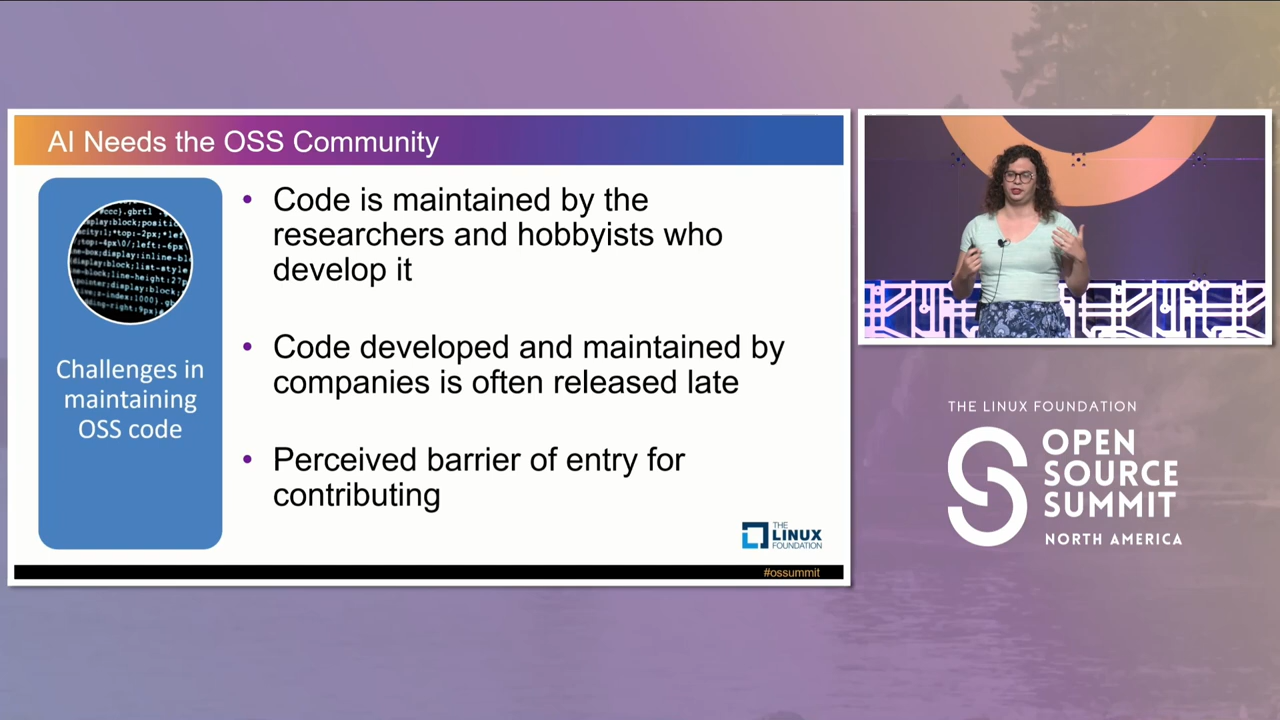 AI Needs the OSS Community
Challenges in
maintaining
OSS code
• Code is maintained by the
researchers and hobbyists who
develop it
• Code developed and maintained by
companies is often released late
• Perceived barrier of entry for
contributing
THE
LINUX
FOUNDATION
#ossummit
THE LINUX FOUNDATION
OPEN
SOURCE
SUMMIT
NORTH AMERICA